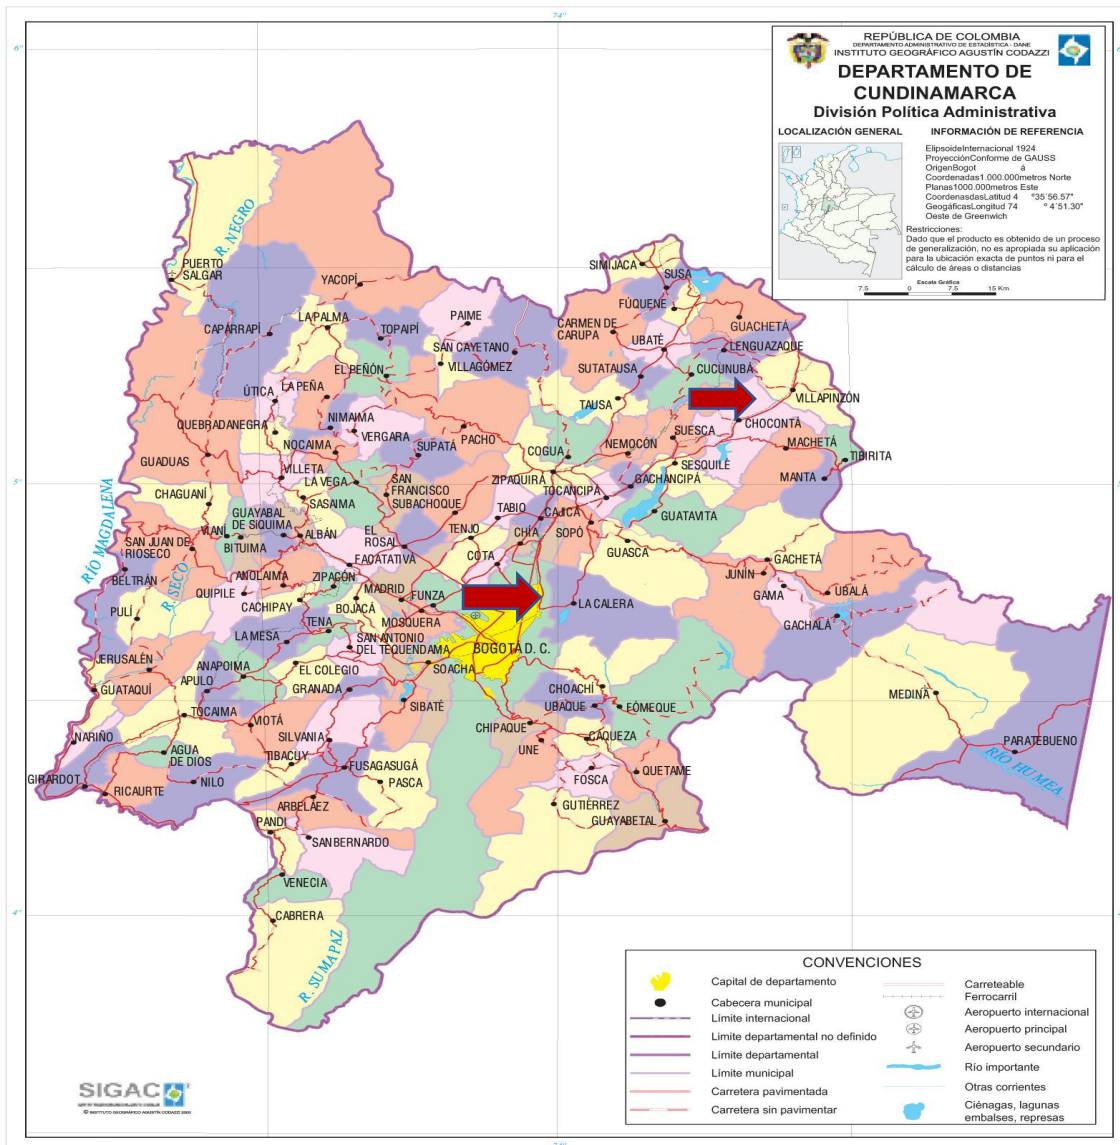 74°
6°
REPÚBLICA DE COLOMBIA
DEPARTAMENTO ADMINISTRATIVO DE ESTADÍSTICA - DANE
INSTITUTO GEOGRÁFICO AGUSTÍN CODAZZI
DEPARTAMENTO DE
CUNDINAMARCA
División Política Administrativa
LOCALIZACIÓN GENERAL
INFORMACIÓN DE REFERENCIA
ElipsoideInternacional 1924
ProyecciónConforme de GAUSS
OrigenBogot á
Coordenadas1.000.000metros Norte
Planas1000.000metros Este
CoordenasdasLatitud 4 °35´56.57"
GeogáficasLongitud 74 ° 4´51.30"
Oeste de Greenwich
Restricciones:
Dado que el producto es obtenido de un proceso
de generalización, no es apropiada su aplicación
para la ubicación exacta de puntos ni para el
cálculo de áreas o distancias
Escala Gráfica
7.5 0 7.5 15 Km
R. NEGRO
PUERTO
SALGAR
YACOPÍ
SIMIJACA
SUSA
FÚQUENE
CAPARRAPÍ
LA PALMA
TOPAIPÍ
PAIME
CARMEN DE
CARUPA
UBATÉ
GUACHETÁ
LENGUAZAQUE
SAN CAYETANO
VILLAGÓMEZ
EL PEÑÓN
SUTATAUSA
CUCUNUBÁ
ÚTICA
LA PEÑA
TAUSA
VILLAPINZÓN
QUEBRADANEGRA
NIMAIMA
VERGARA
PACHO
SUESCA
CHOCONTÁ
NOCAIMA
SUPATÁ
COGUA
NEMOCÓN
MACHETÁ
TIBIRITA
GUADUAS
VILLETA
LA VEGA
SAN
FRANCISCO
ZIPAQUIRA
SESQUILÉ
GACHANCIPÁ
MANTA
5°
TOCANCIPA
CHAGUANÍ
SASAIMA
SUBACHOQUE
TABIO
CAJICÁ
GUATAVITA
GUAYABAL
DE SIQUIMA
VIANÍ
BITUIMA
ALBÁN
EL
ROSAL
TENJO
CHÍA
SOPÓ
SAN JUAN DE
RIOSECO
RÍO MAGDALENA
COTA
GUASCA
FACATATIVA
GACHETÁ
BELTRÁN
R. SECO
ANOLAIMA
ZIPACÓN
JUNÍN
QUIPILE
CACHIPAY
BOJACÁ
MADRID
FUNZA
GAMA
UBALÁ
PULÍ
MOSQUERA
LA CALERA
GACHALÁ
TENA
LA MESA
SAN ANTONIO
DEL TEQUENDAMA
BOGOTÁ D. C.
JERUSALÉN
ANAPOIMA
EL COLEGIO
SOACHA
GUATAQUÍ
APULO
GRANADA
CHOACHÍ
MEDINA
UBAQUE
FÓMEQUE
TOCAIMA
VIOTÁ
SIBATÉ
CHIPAQUE
NARIÑO
SILVANIA
UNE
CÁQUEZA
PARATEBUENO
AGUA
DE DIOS
TIBACUY
FUSAGASUGÁ
FOSCA
QUETAME
RÍO HUMEA
GIRARDOT
RICAURTE
NILO
PASCA
ARBELÁEZ
GUTIÉRREZ
GUAYABETAL
PANDI
SAN BERNARDO
VENECIA
4°
CABRERA
R. SUMAPAZ
CONVENCIONES
Capital de departamento
Cabecera municipal
Límite internacional
Límite departamental no definido
Límite departamental
Límite municipal
Carretera pavimentada
Carretera sin pavimentar
Carreteable
Ferrocarril
Aeropuerto internacional
Aeropuerto principal
Aeropuerto secundario
Río importante
Otras corrientes
Ciénagas, lagunas
embalses, represas
SIGAC
© INSTITUTO GEOGRÁFICO AGUSTÍN CODAZZI
74°